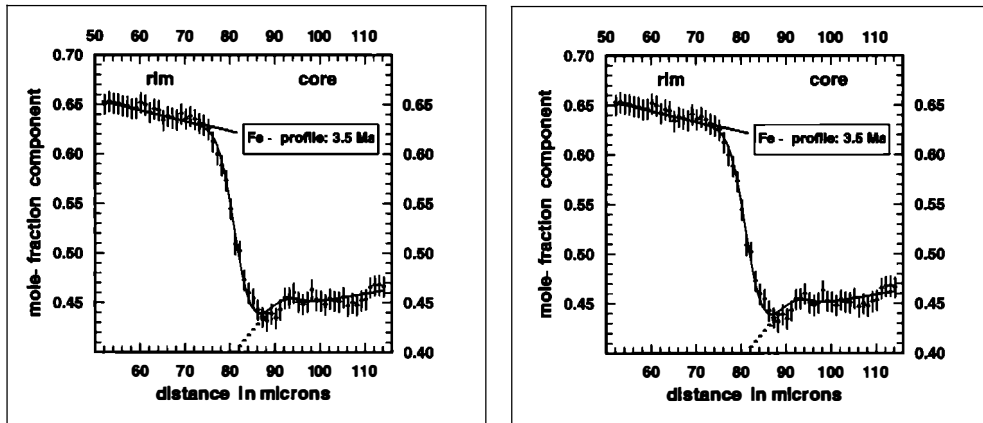 50 60 70 80 90 100 110
0.70
rim core
0.65 0.65
Fe - profile: 3.5 Ma
0.60 0.60
0.55 0.55
0.50 0.50
0.45 0.45
0.40
mole- fraction component
60 70 80 90 100 110
distance in microns
50 60 70 80 90 100 110
0.70
rim core
0.65 0.65
Fe - profile: 3.5 Ma
0.60 0.60
0.55 0.55
0.50 0.50
0.45 0.45
0.40
mole- fraction component
60 70 80 90 100 110
distance in microns